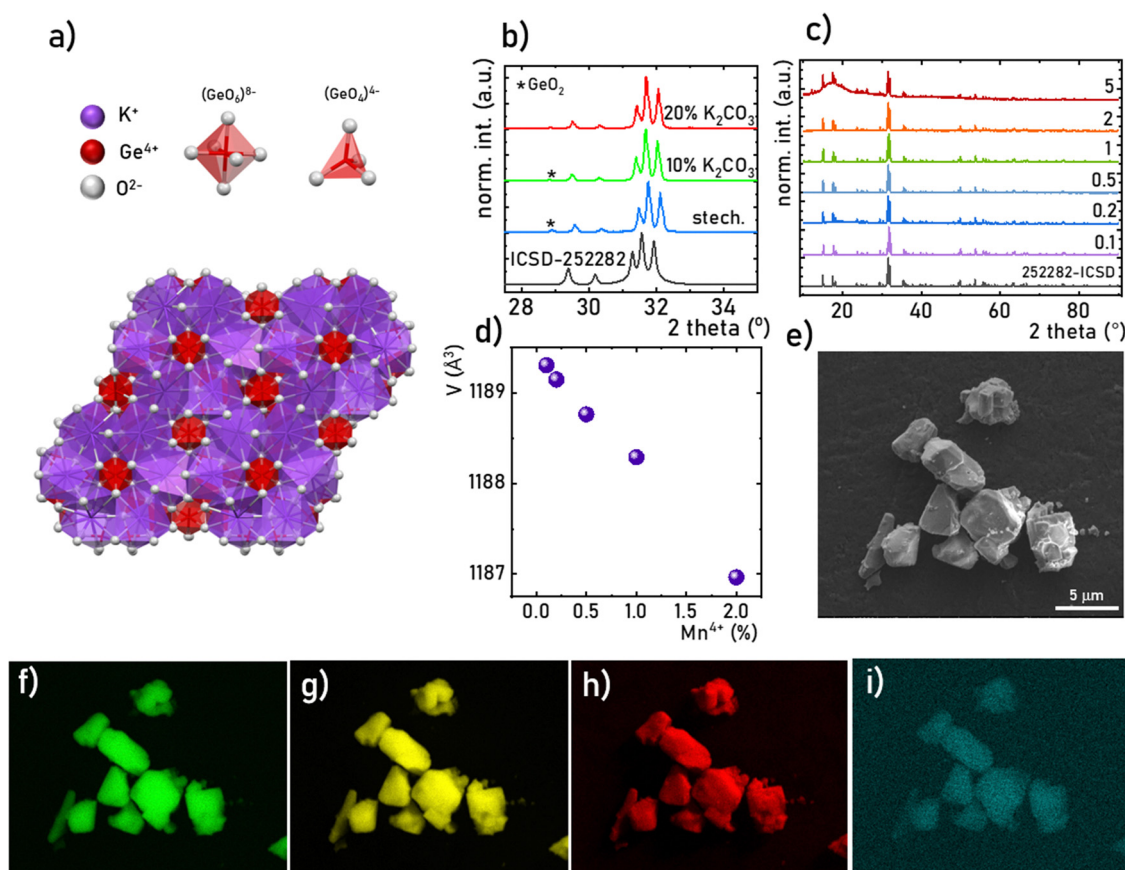 a)
(GeO₆)⁸⁻
(GeO₄)⁴⁻
K⁺
Ge⁴⁺
O²⁻
b)
norm. int. (a.u.)
*GeO₂
20% K₂CO₃
10% K₂CO₃
*
stech.
*
ICSD-252282
28
30
32
34
2 theta (°)
c)
norm. int. (a.u.)
5
2
1
0.5
0.2
0.1
252282-ICSD
20
40
60
80
2 theta (°)
d)
V (Å³)
1189
1188
1187
0.0
0.5
1.0
1.5
2.0
Mn⁴⁺(%)
e)
5 μm
f)
g)
h)
i)